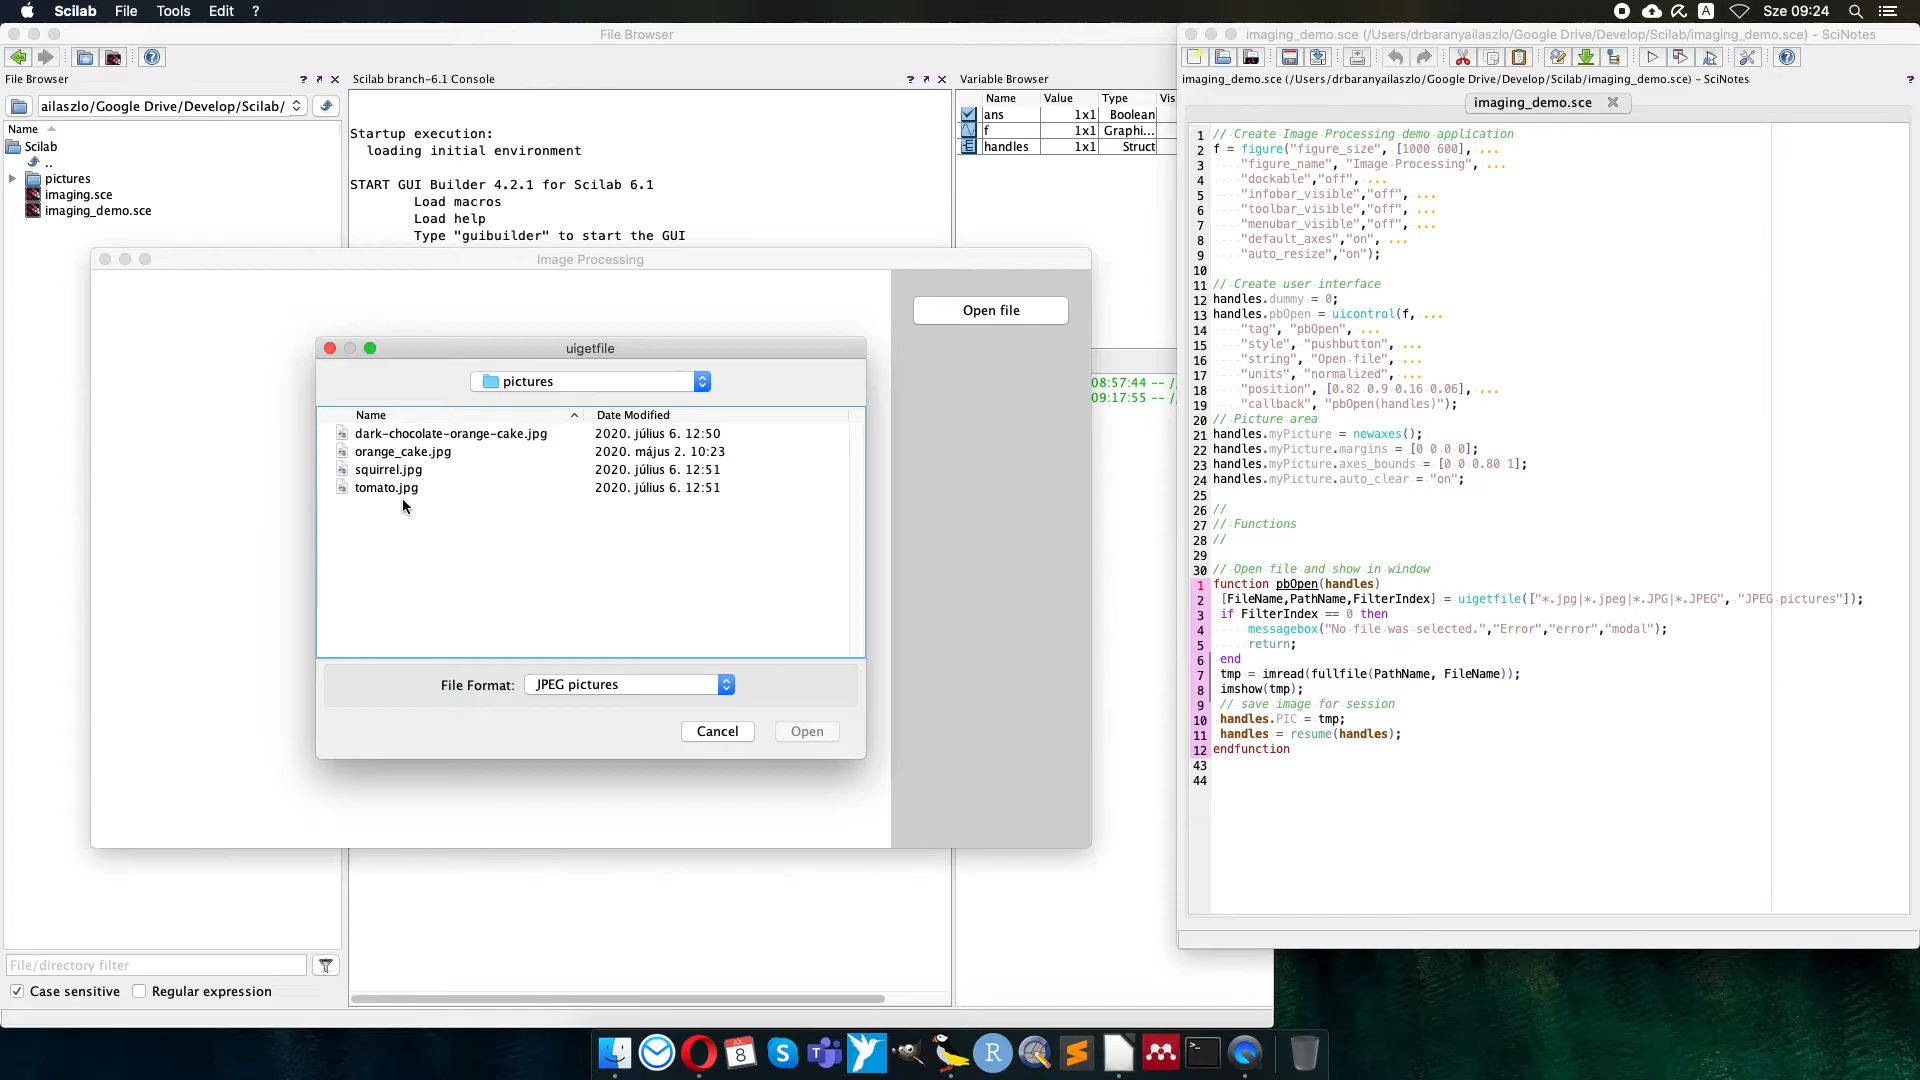 Scilab File Tools Edit ?
A Sze 09:24
File Browser
File Browser ? ↗ ×
ailaszlo/Google Drive/Develop/Scilab/
Name
Scilab
..
pictures
imaging.sce
imaging_demo.sce
File/directory filter
Case sensitive Regular expression
Scilab branch-6.1 Console ? ↗ ×
Startup execution:
loading initial environment
START GUI Builder 4.2.1 for Scilab 6.1
Load macros
Load help
Type "guibuilder" to start the GUI
Variable Browser
Name Value Type Vis
ans 1x1 Boolean
f 1x1 Graphi...
handles 1x1 Struct
08:57:44 -- /
09:17:55 -- /
Image Processing
Open file
uigetfile
pictures
Name Date Modified
dark-chocolate-orange-cake.jpg 2020. július 6. 12:50
orange_cake.jpg 2020. május 2. 10:23
squirrel.jpg 2020. július 6. 12:51
tomato.jpg 2020. július 6. 12:51
File Format: JPEG pictures
Cancel Open
imaging_demo.sce (/Users/drbaranyailaszlo/Google Drive/Develop/Scilab/imaging_demo.sce) - SciNotes
imaging_demo.sce (/Users/drbaranyailaszlo/Google Drive/Develop/Scilab/imaging_demo.sce) - SciNotes ?
imaging_demo.sce
1 // Create Image Processing demo application
2 f = figure("figure_size", [1000 600], ...
3 "figure_name", "Image Processing", ...
4 "dockable","off", ...
5 "infobar_visible","off", ...
6 "toolbar_visible","off", ...
7 "menubar_visible","off", ...
8 "default_axes","on", ...
9 "auto_resize","on");
10
11 // Create user interface
12 handles.dummy = 0;
13 handles.pbOpen = uicontrol(f, ...
14 "tag", "pbOpen", ...
15 "style", "pushbutton", ...
16 "string", "Open file", ...
17 "units", "normalized", ...
18 "position", [0.82 0.9 0.16 0.06], ...
19 "callback", "pbOpen(handles)");
20 // Picture area
21 handles.myPicture = newaxes();
22 handles.myPicture.margins = [0 0 0 0];
23 handles.myPicture.axes_bounds = [0 0 0.80 1];
24 handles.myPicture.auto_clear = "on";
25
26 //
27 // Functions
28 //
29
30 // Open file and show in window
1 function pbOpen(handles)
2 [FileName,PathName,FilterIndex] = uigetfile(["*.jpg|*.jpeg|*.JPG|*.JPEG", "JPEG pictures"]);
3 if FilterIndex == 0 then
4 messagebox("No file was selected.","Error","error","modal");
5 return;
6 end
7 tmp = imread(fullfile(PathName, FileName));
8 imshow(tmp);
9 // save image for session
10 handles.PIC = tmp;
11 handles = resume(handles);
12 endfunction
43
44
JUL 8
R